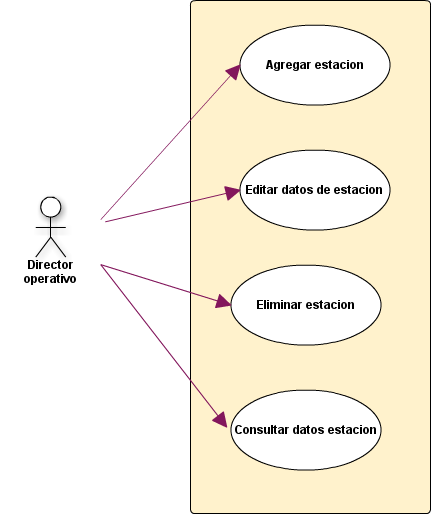 Agregar estacion
Editar datos de estacion
Director
operativo
Eliminar estacion
Consultar datos estacion